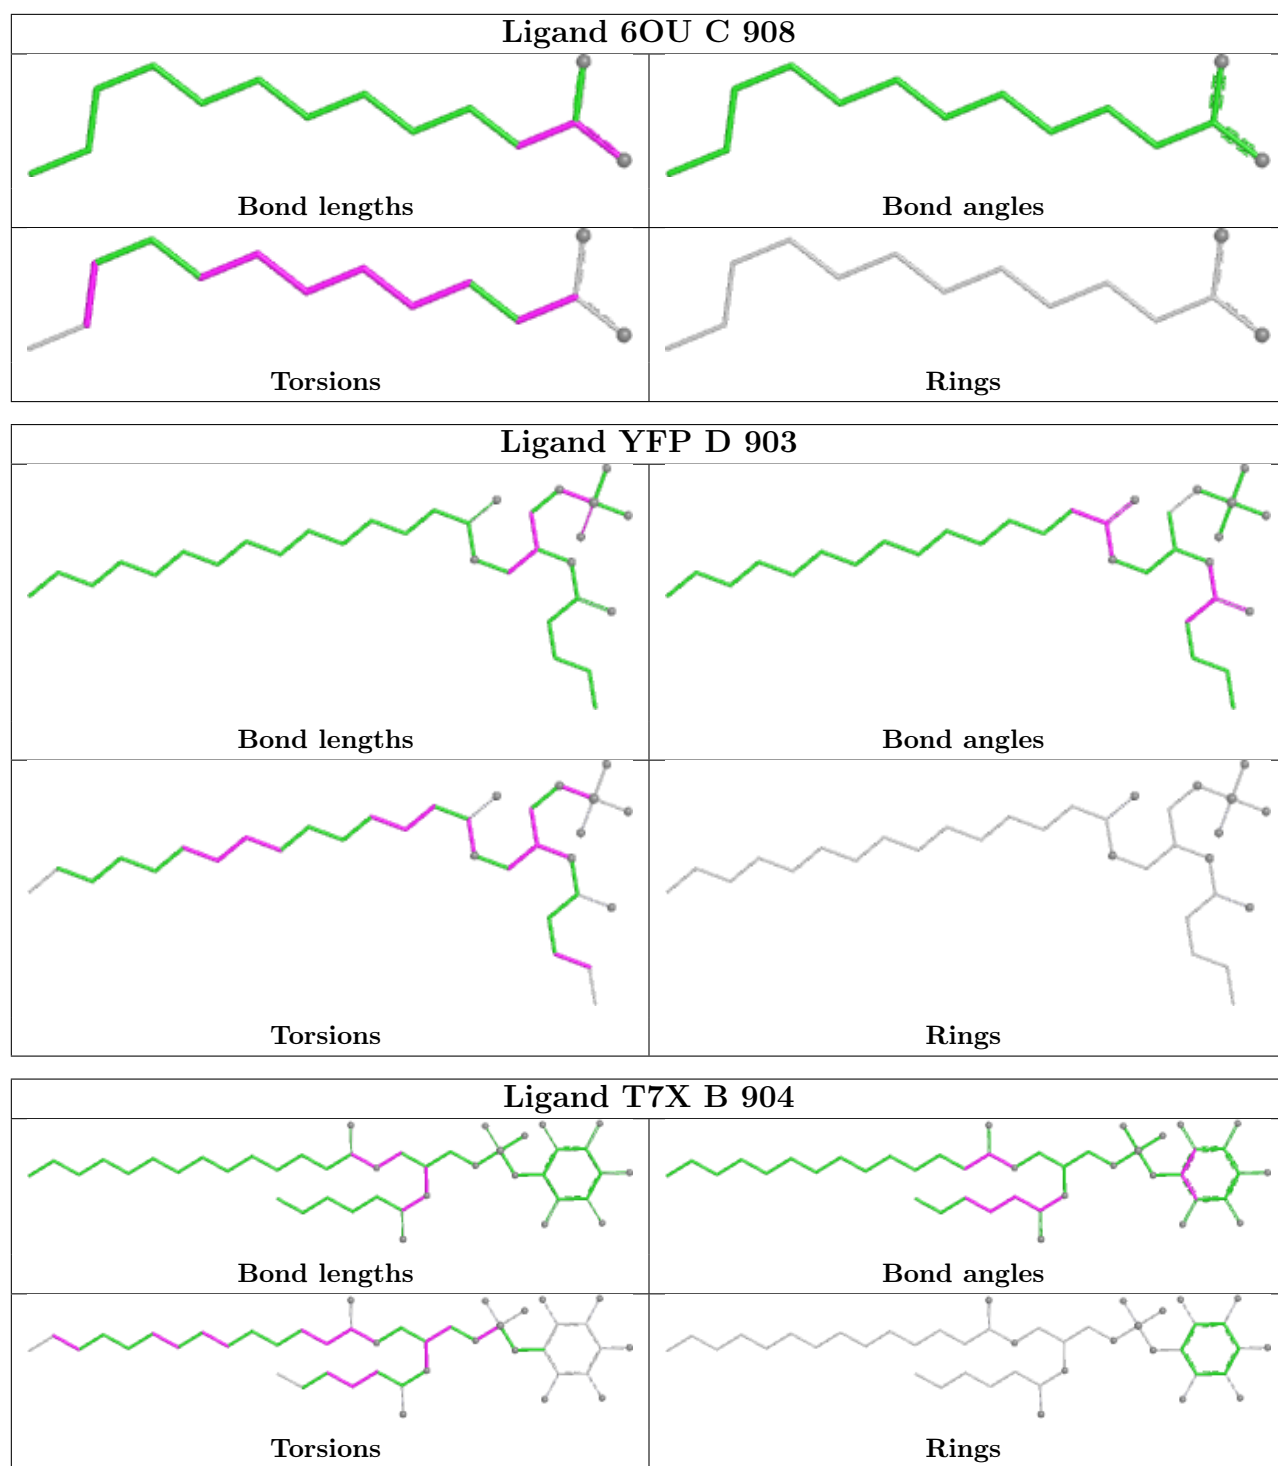 Ligand 6OU C 908
Bond lengths
Bond angles
Torsions
Rings
Ligand YFP D 903
Bond lengths
Bond angles
Torsions
Rings
Ligand T7X B 904
Bond lengths
Bond angles
Torsions
Rings